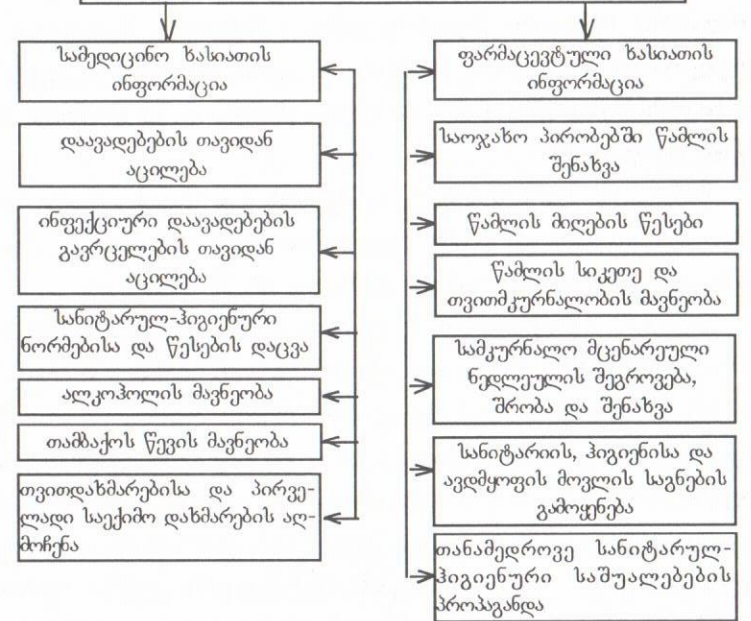 სამედიცინო ხასიათის
ინფორმაცია
დაავადებების თავიდან
აცილება
ინფექციური დაავადებების
გავრცელების თავიდან
აცილება
სანიტარულ-ჰიგიენური
ნორმებისა და წესების დაცვა
ალკოჰოლის მავნეობა
თამბაქოს წევის მავნეობა
თვითდახმარებისა და პირვე-
ლადი საექიმო დახმარების აღ-
მოჩენა
ფარმაცევტული ხასიათის
ინფორმაცია
საოჯახო პირობებში წამლის
შენახვა
წამლის მიღების წესები
წამლის სიკეთე და
თვითმკურნალობის მავნეობა
სამკურნალო მცენარეული
ნედლეულის შეგროვება,
შრობა და შენახვა
სანიტარიის, ჰიგიენისა და
ავდმყოფის მოვლის საგნების
გამოყენება
თანამედროვე სანიტარულ-
ჰიგიენური საშუალებების
პროპაგანდა